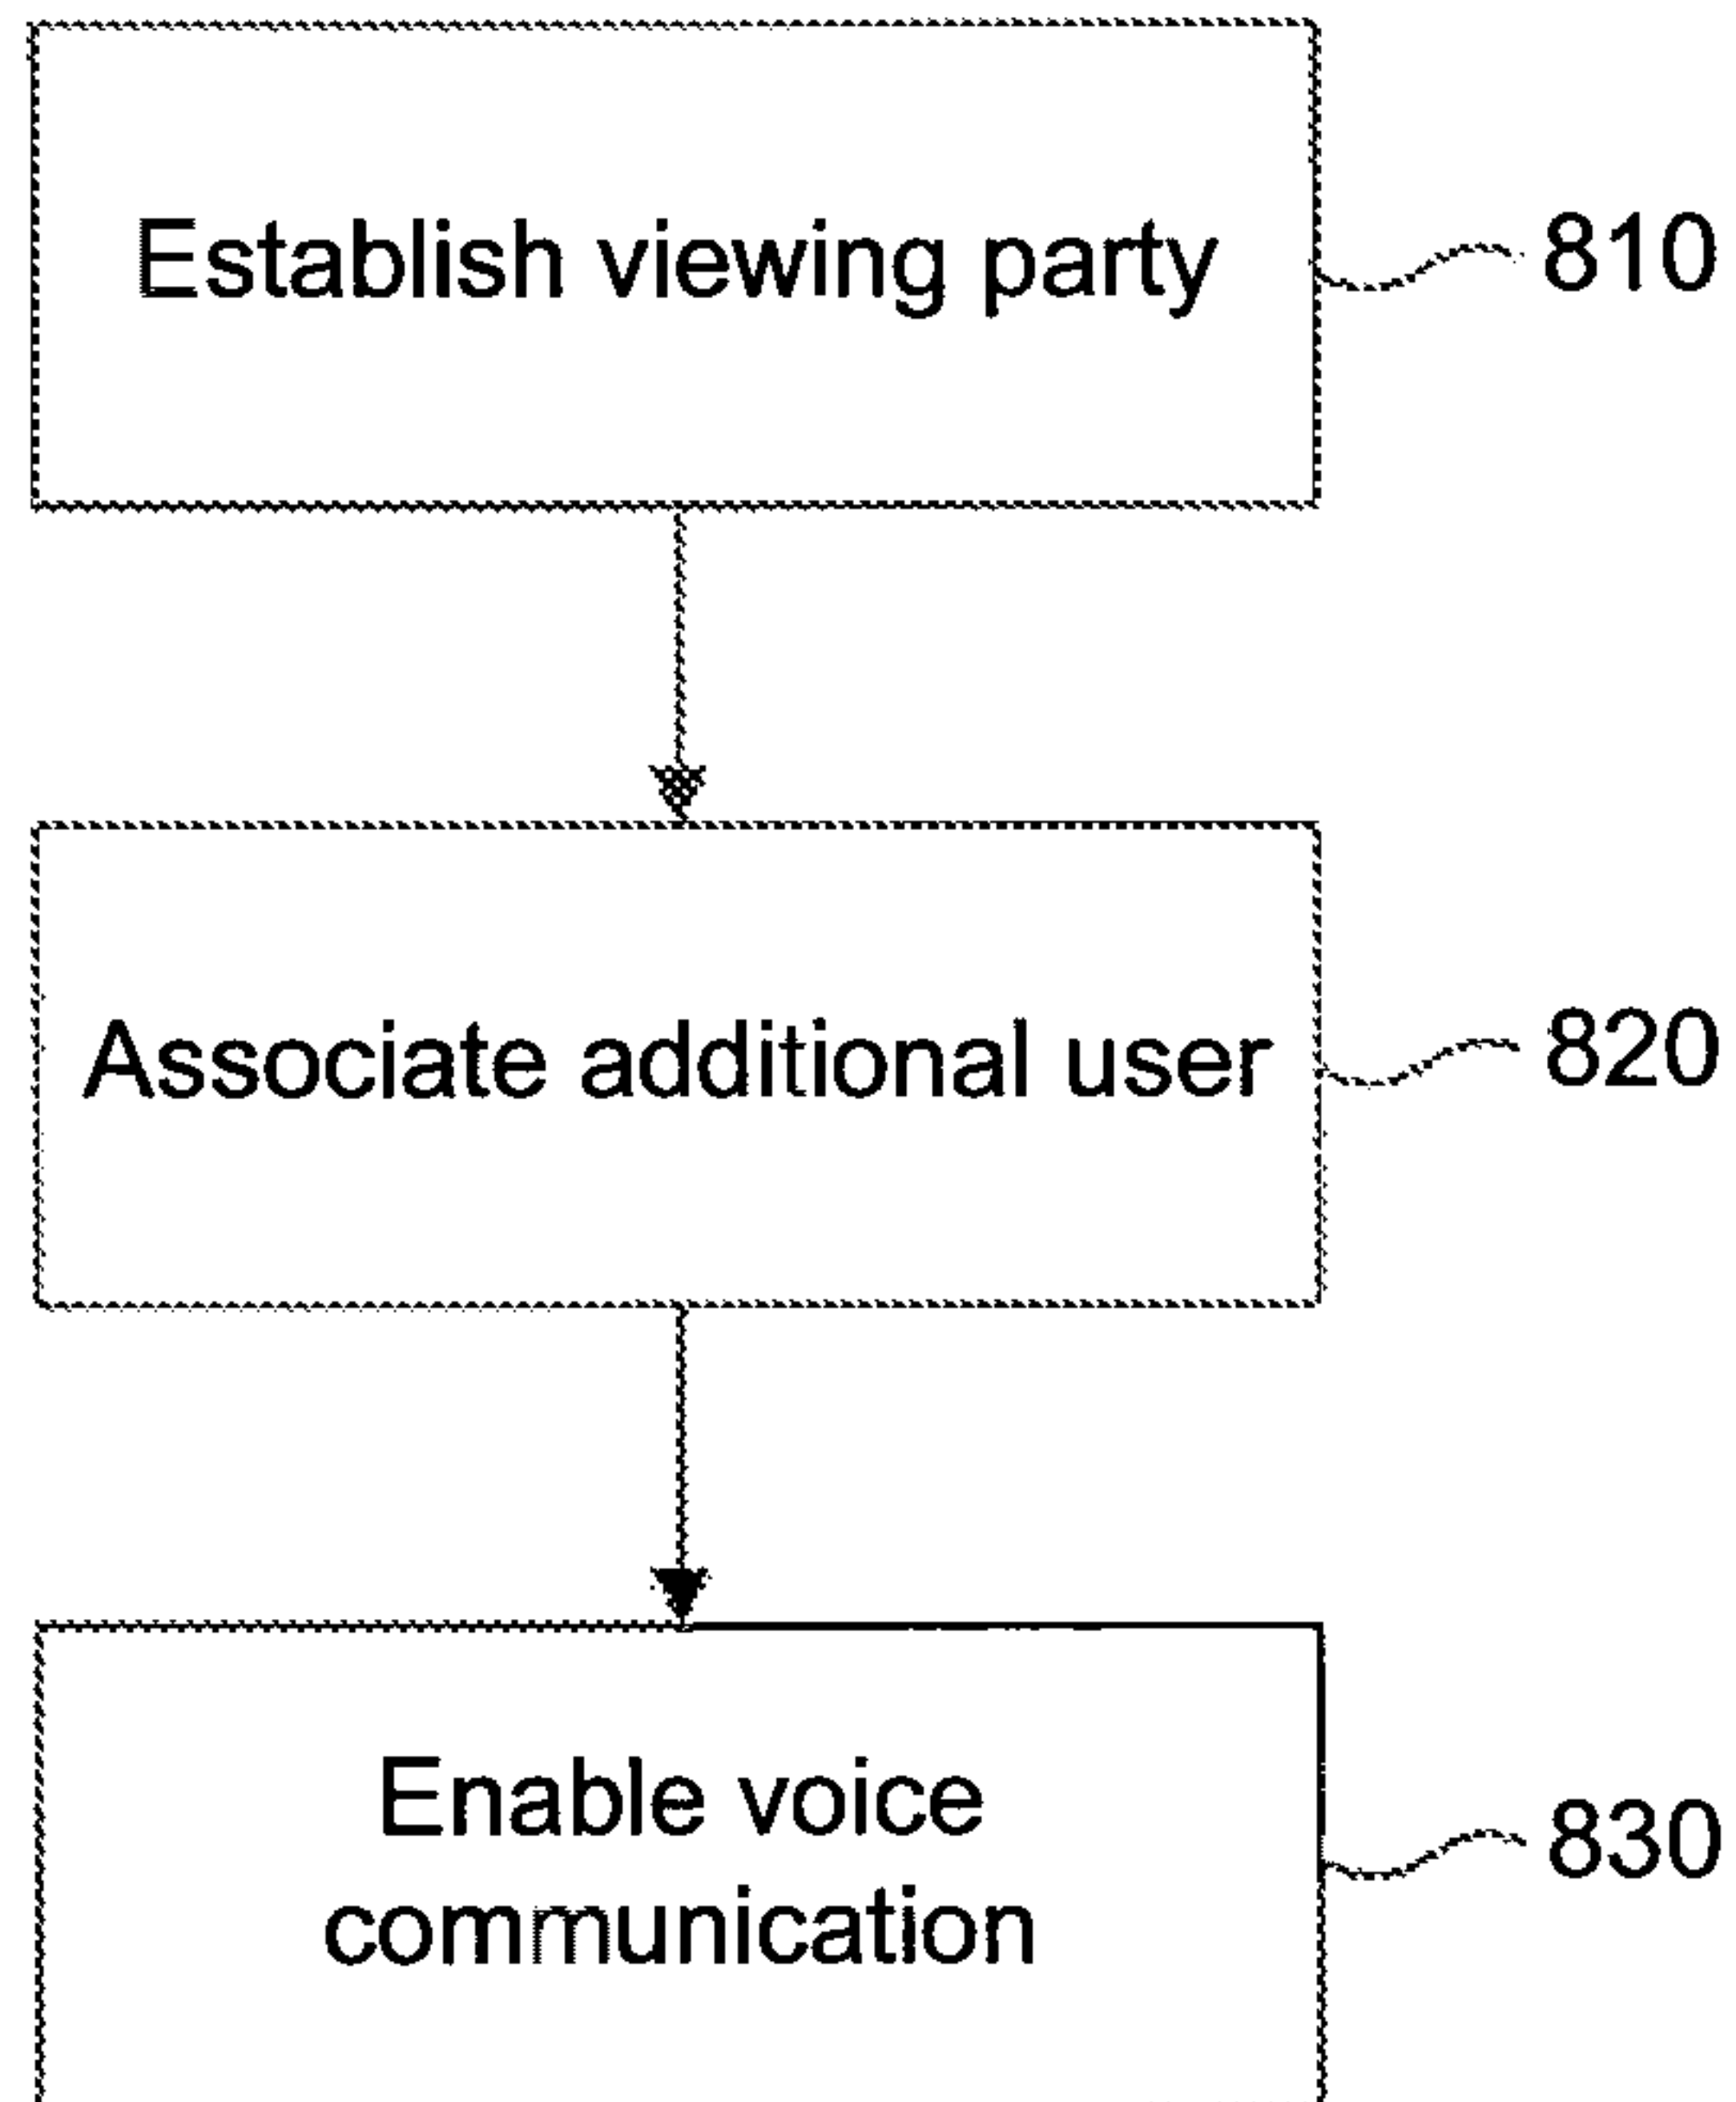 Establish viewing party
810
Associate additional user
820
Enable voice
communication
830